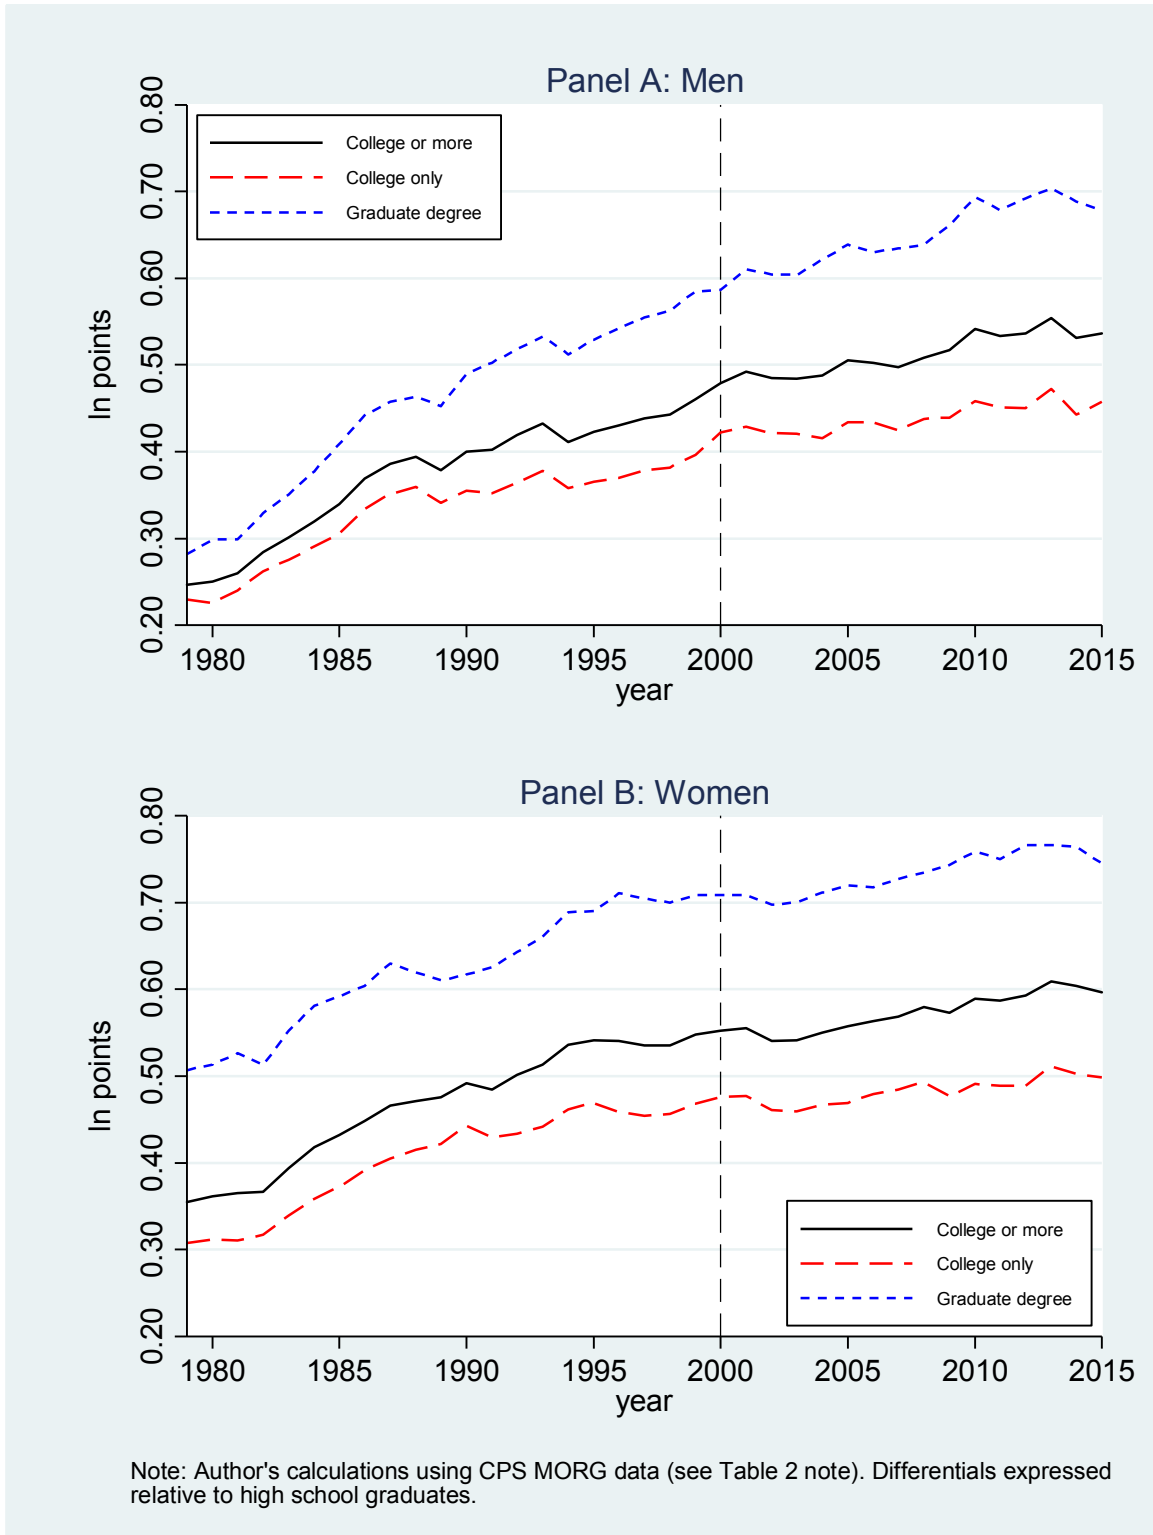 Panel A: Men
0.80
0.70
0.60
0.50
0.40
0.30
0.20
ln points
College or more
College only
Graduate degree
1980 1985 1990 1995 2000 2005 2010 2015
year
Panel B: Women
0.80
0.70
0.60
0.50
0.40
0.30
0.20
ln points
College or more
College only
Graduate degree
1980 1985 1990 1995 2000 2005 2010 2015
year
Note: Author's calculations using CPS MORG data (see Table 2 note). Differentials expressed
relative to high school graduates.